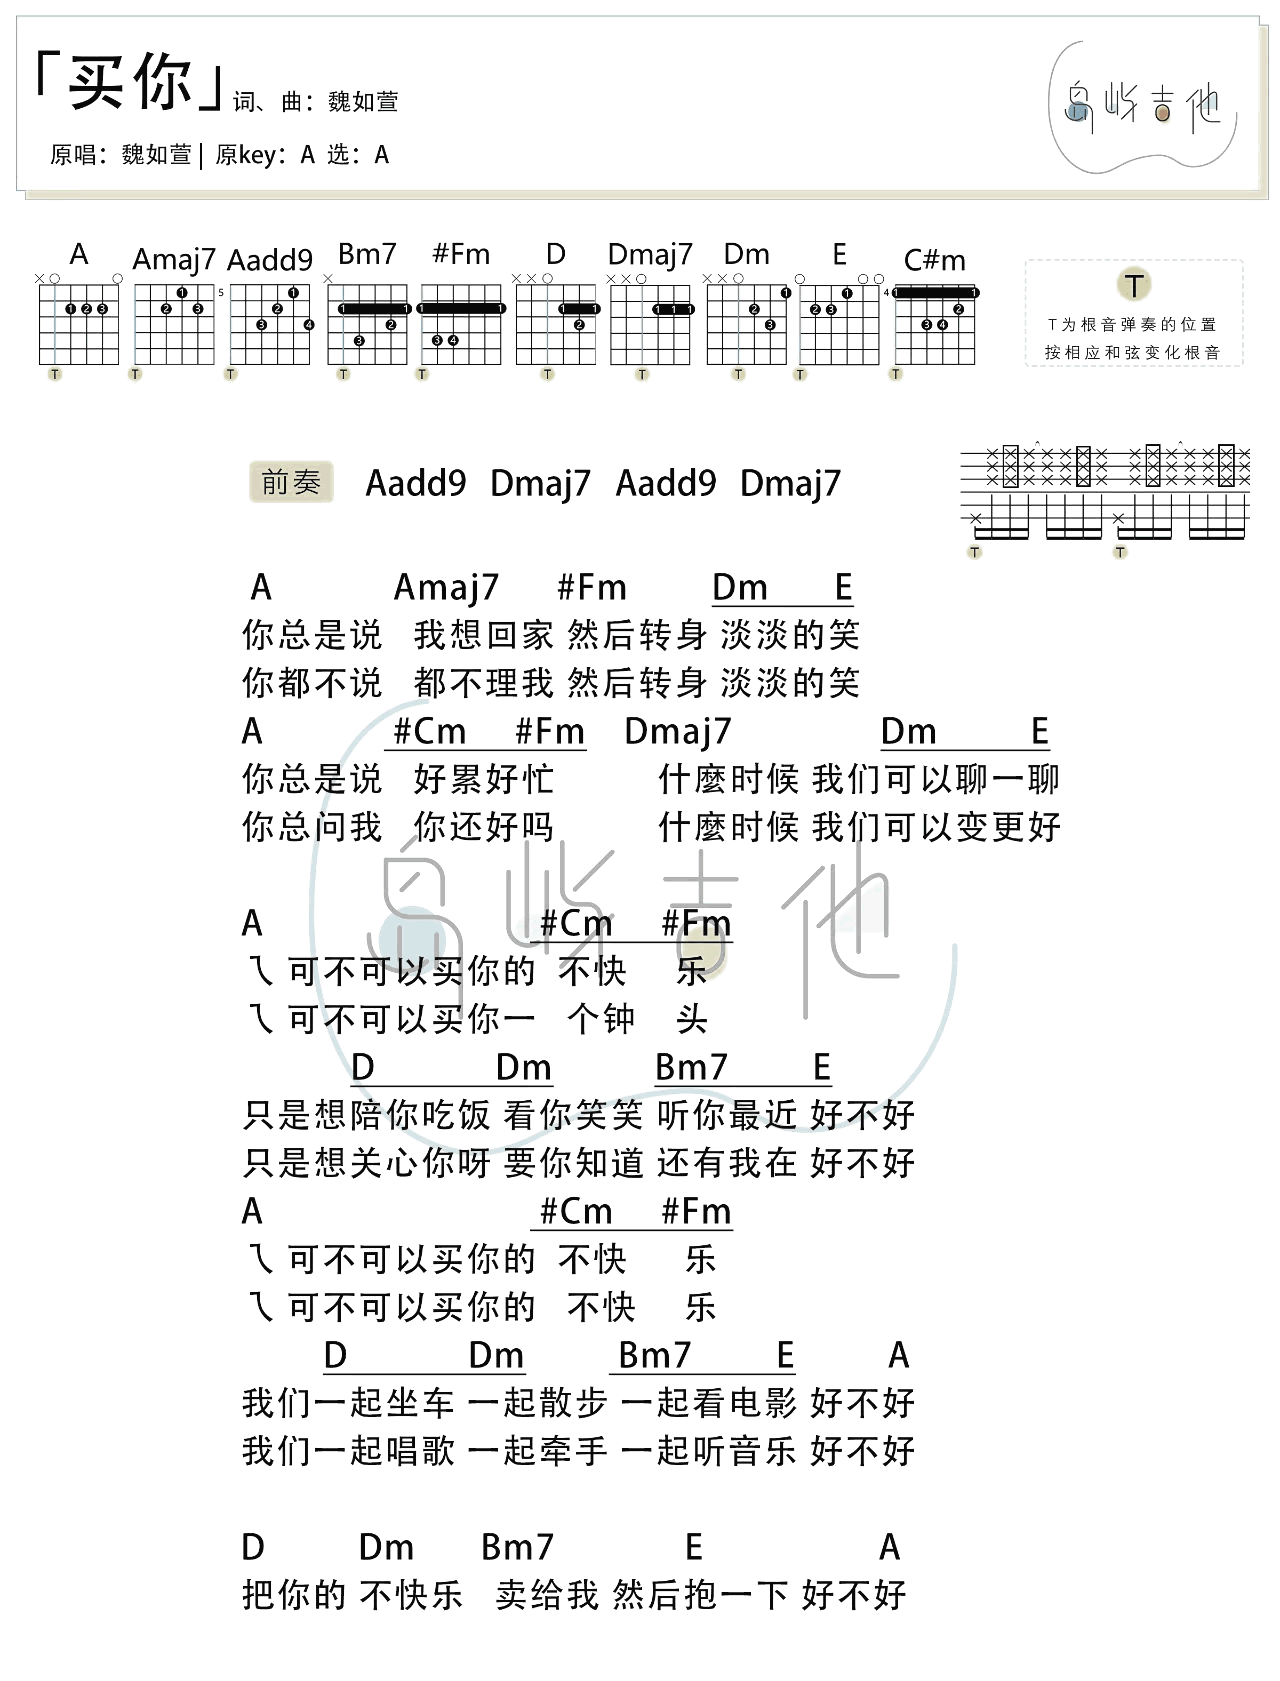 「买你」 词、曲：魏如萱
原唱：魏如萱 | 原key：A 选：A
岛屿吉他
A Amaj7 Aadd9 Bm7 #Fm D Dmaj7 Dm E C#m
T
T为根音弹奏的位置
按相应和弦变化根音
前奏 Aadd9 Dmaj7 Aadd9 Dmaj7
A Amaj7 #Fm Dm E
你总是说 我想回家 然后转身 淡淡的笑
你都不说 都不理我 然后转身 淡淡的笑
A #Cm #Fm Dmaj7 Dm E
你总是说 好累好忙 什麼时候 我们可以聊一聊
你总问我 你还好吗 什麼时候 我们可以变更好
岛屿吉他
A #Cm #Fm
乀 可不可以买你的 不快 乐
乀 可不可以买你一 个钟 头
D Dm Bm7 E
只是想陪你吃饭 看你笑笑 听你最近 好不好
只是想关心你呀 要你知道 还有我在 好不好
A #Cm #Fm
乀 可不可以买你的 不快 乐
乀 可不可以买你的 不快 乐
D Dm Bm7 E A
我们一起坐车 一起散步 一起看电影 好不好
我们一起唱歌 一起牵手 一起听音乐 好不好
D Dm Bm7 E A
把你的 不快乐 卖给我 然后抱一下 好不好